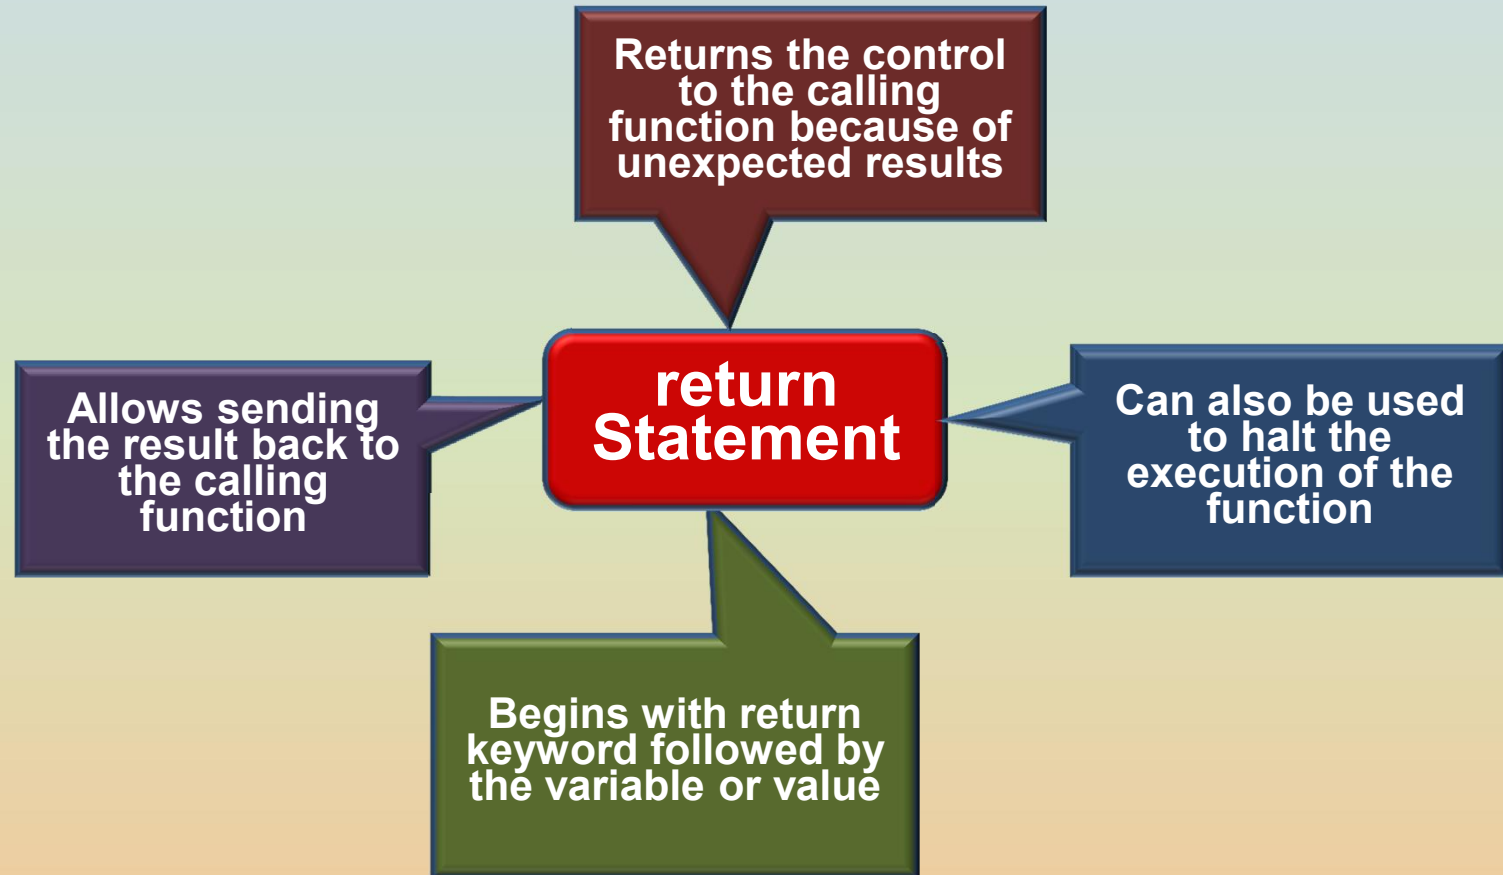 Returns the control
to the calling
function because of
unexpected results
return
Statement
Allows sending
the result back to
the calling
function
Can also be used
to halt the
execution of the
function
Begins with return
keyword followed by
the variable or value